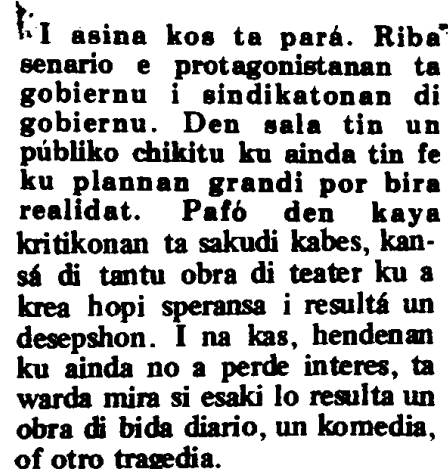 I asina kos ta pará. Riba
senario e protagonistanan ta
gobiernu i sindikatonan di
gobiernu. Den sala tin un
públiko chikitu ku ainda tin fe
ku plannan grandi por bira
realidat. Pafó den kaya
kritikonan ta sakudi kabes, kan-
sá di tantu obra di teater ku a
krea hopi speransa i resultá un
desepshon. I na kas, hendenan
ku ainda no a perde interes, ta
warda mira si esaki lo resulta un
obra di bida diario, un komedia,
of otro tragedia.